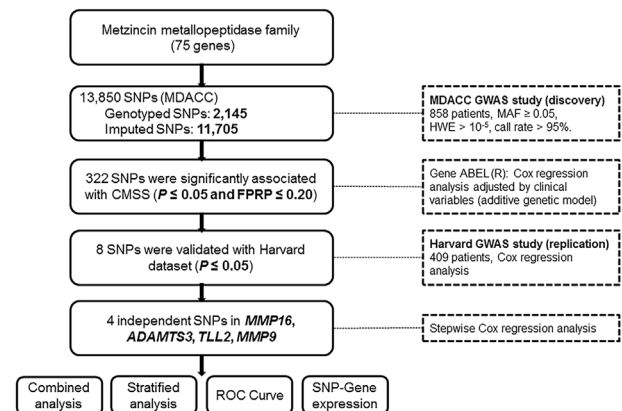 Metzincin metallopeptidase family
(75 genes)
13,850 SNPs (MDACC)
Genotyped SNPs: 2,145
Imputed SNPs: 11,705
MDACC GWAS study (discovery)
858 patients, MAF ≥ 0.05,
HWE > 10⁻⁵, call rate > 95%.
322 SNPs were significantly associated
with CMSS (P ≤ 0.05 and FPRP ≤ 0.20)
Gene ABEL (R): Cox regression
analysis adjusted by clinical
variables (additive genetic model)
8 SNPs were validated with Harvard
dataset (P ≤ 0.05)
Harvard GWAS study (replication)
409 patients, Cox regression
analysis
4 independent SNPs in MMP16,
ADAMTS3, TLL2, MMP9
Stepwise Cox regression analysis
Combined
analysis
Stratified
analysis
ROC Curve
SNP-Gene
expression